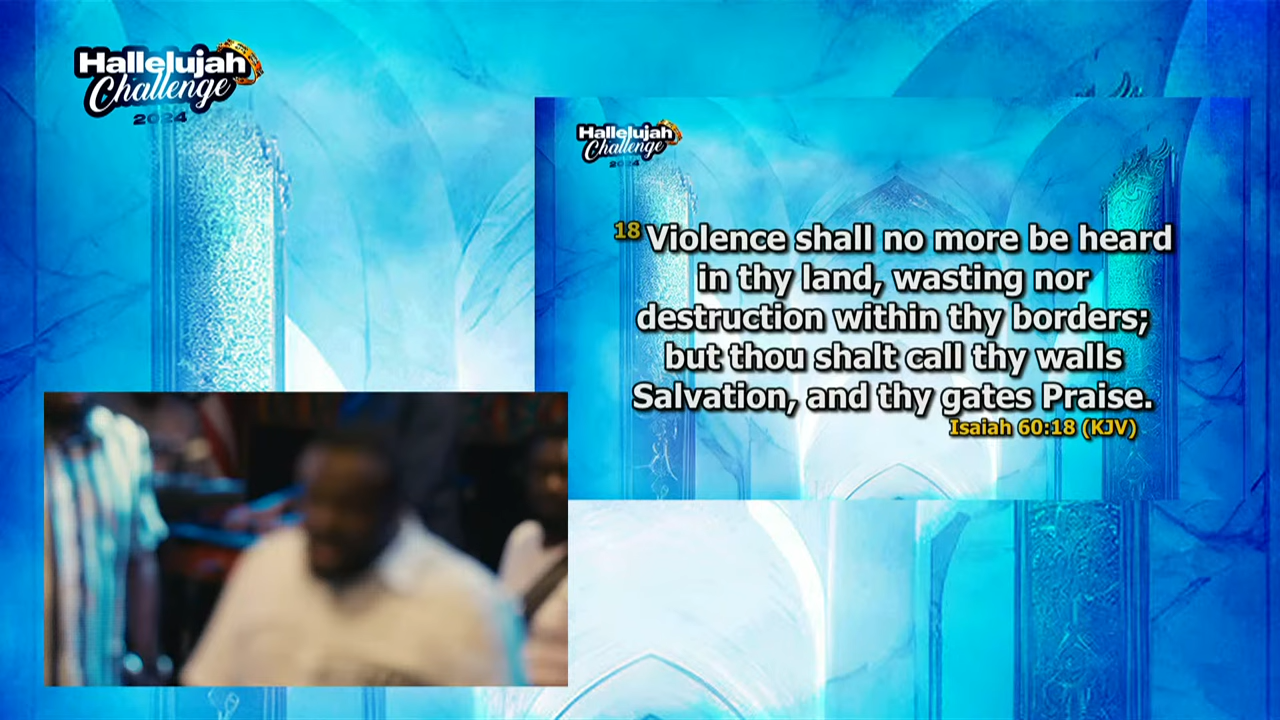 Hallelujah
Challenge
2024
Hallelujah
Challenge
2024
18 Violence shall no more be heard
in thy land, wasting nor
destruction within thy borders;
but thou shalt call thy walls
Salvation, and thy gates Praise.
Isaiah 60:18 (KJV)